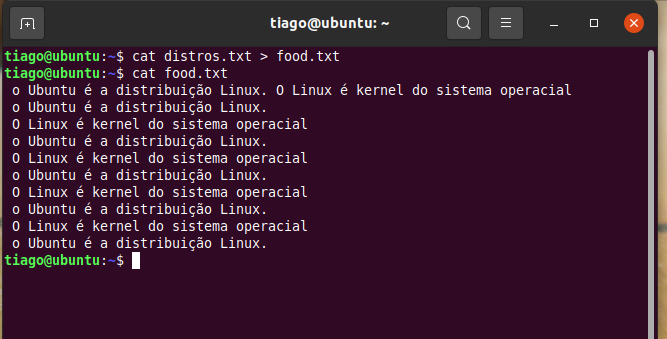 tiago@ubuntu: ~
tiago@ubuntu:~$ cat distros.txt > food.txt
tiago@ubuntu:~$ cat food.txt
o Ubuntu é a distribuição Linux. O Linux é kernel do sistema operacial
o Ubuntu é a distribuição Linux.
O Linux é kernel do sistema operacial
o Ubuntu é a distribuição Linux.
O Linux é kernel do sistema operacial
o Ubuntu é a distribuição Linux.
O Linux é kernel do sistema operacial
o Ubuntu é a distribuição Linux.
O Linux é kernel do sistema operacial
o Ubuntu é a distribuição Linux.
tiago@ubuntu:~$